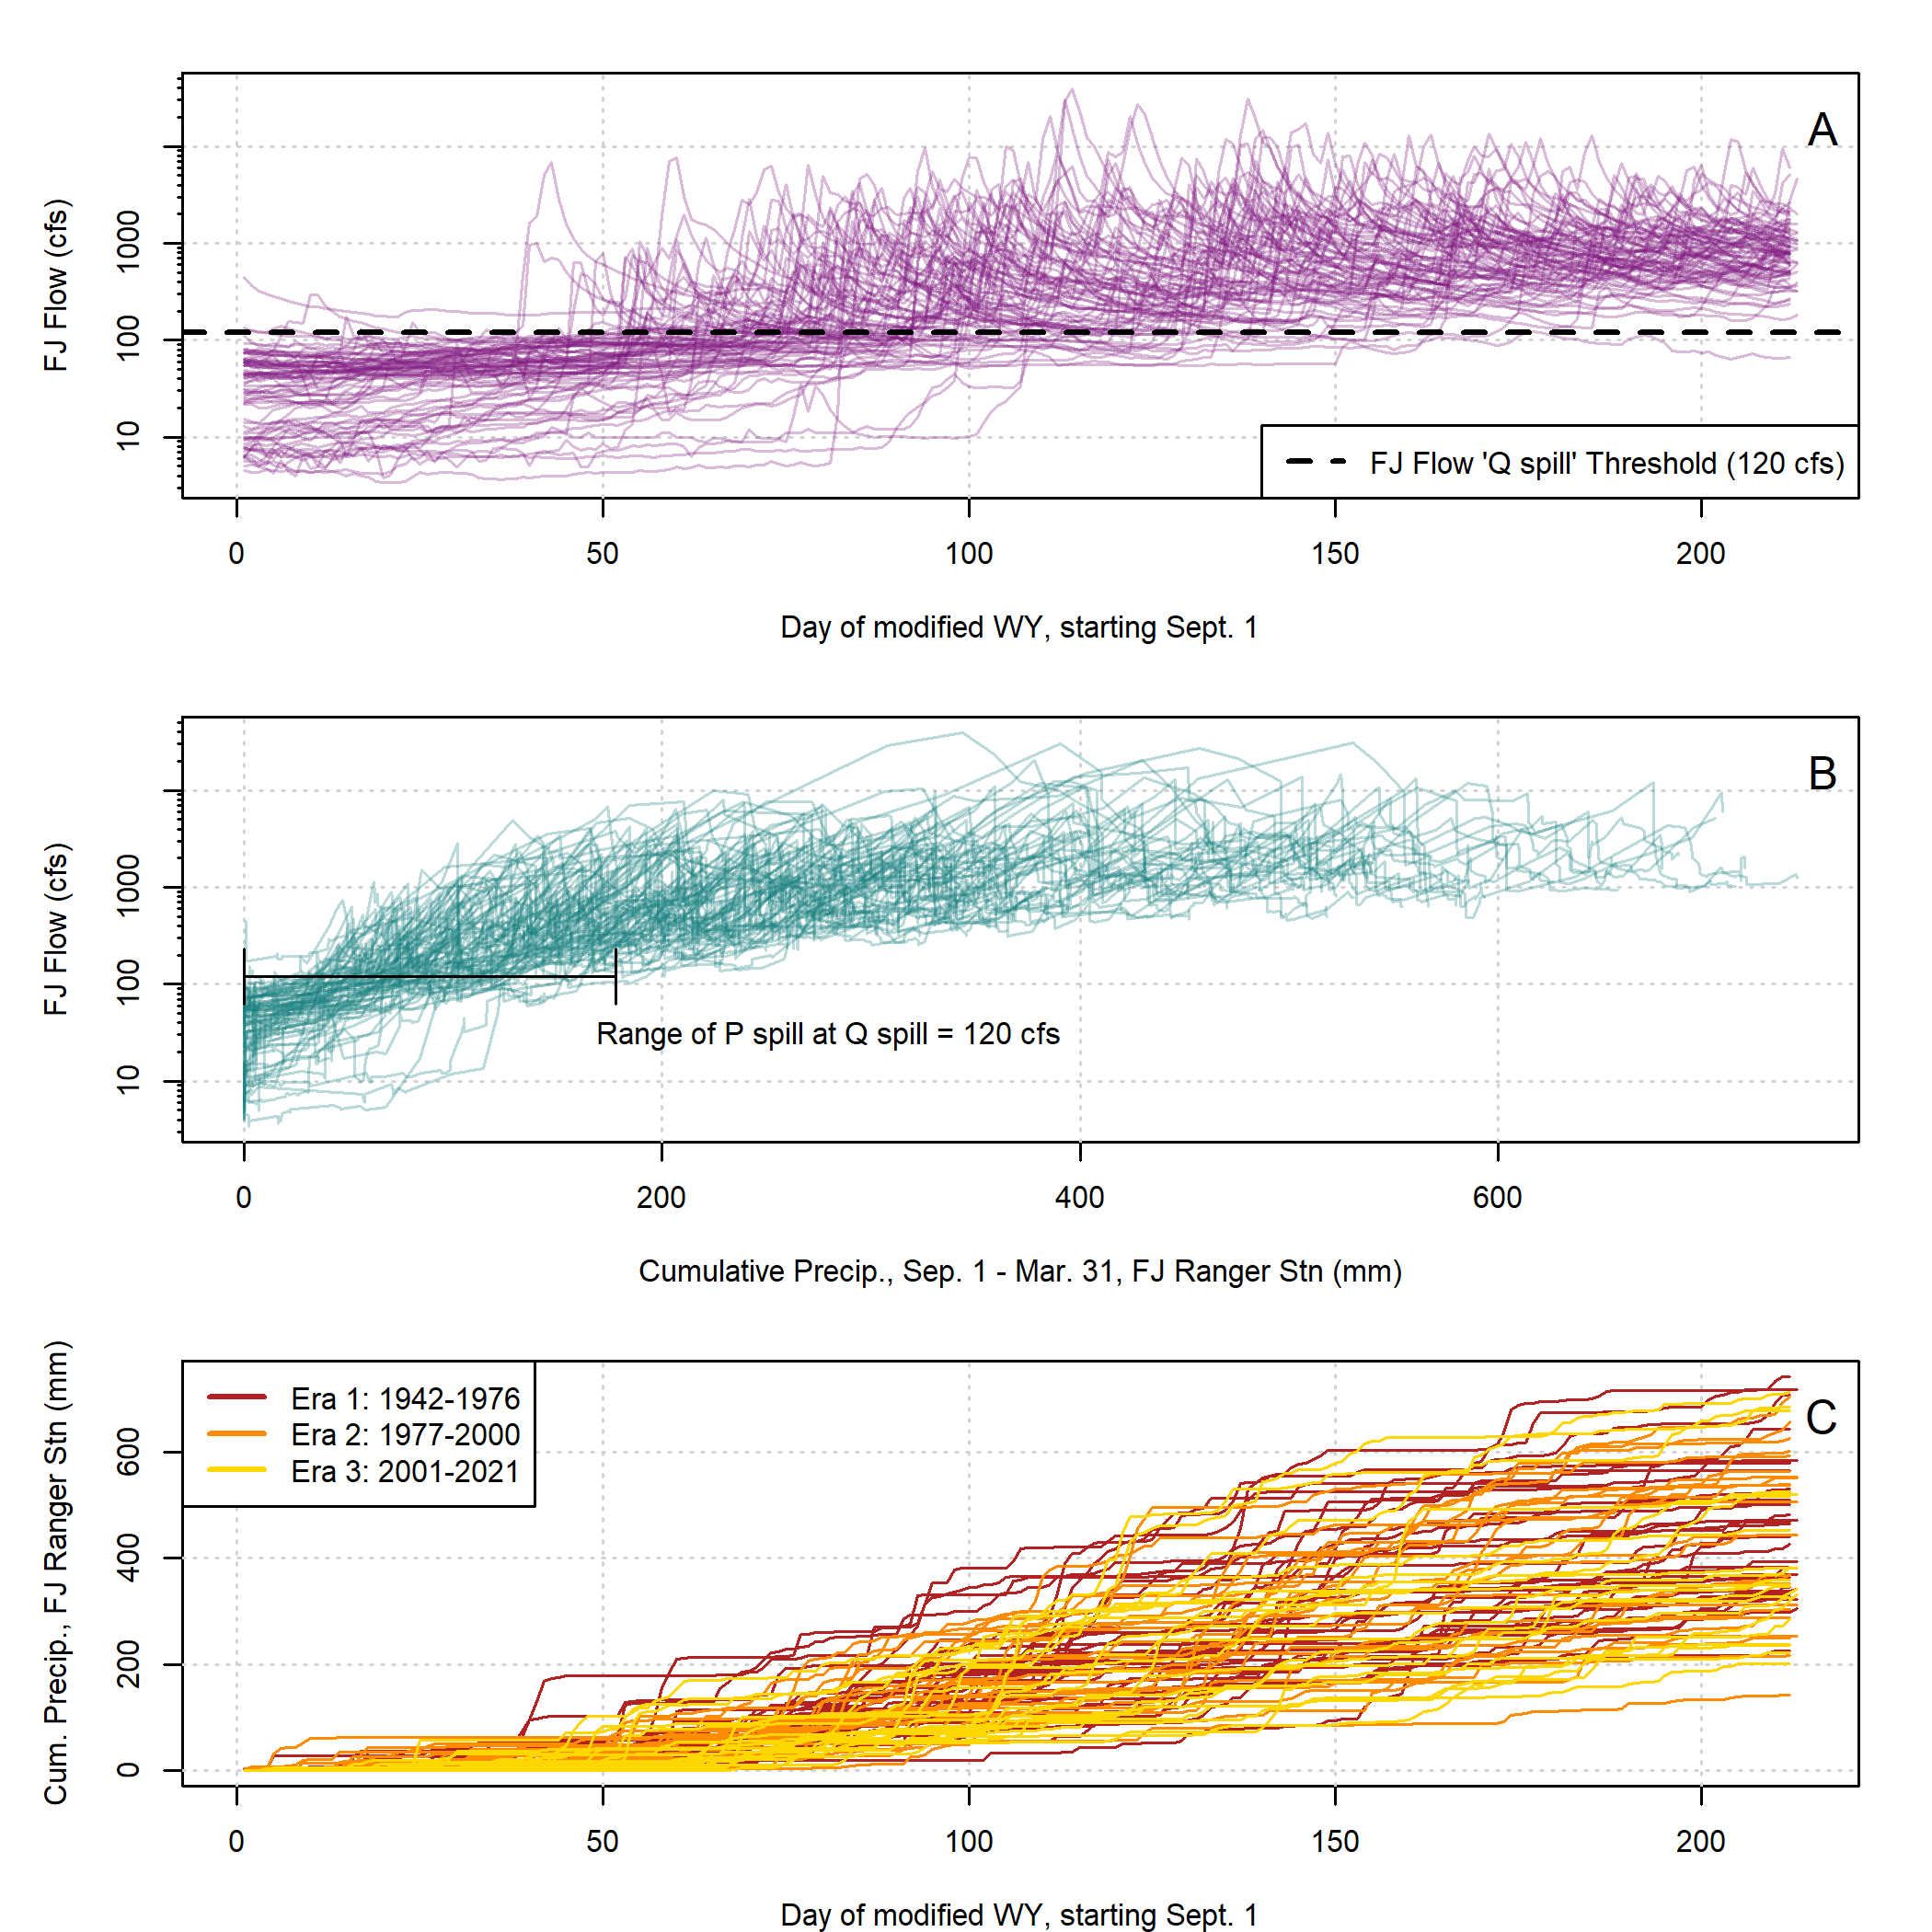 A
FJ Flow (cfs)
1000
100
10
FJ Flow 'Q spill' Threshold (120 cfs)
0 50 100 150 200
Day of modified WY, starting Sept. 1
B
FJ Flow (cfs)
1000
100
10
Range of P spill at Q spill = 120 cfs
0 200 400 600
Cumulative Precip., Sep. 1 - Mar. 31, FJ Ranger Stn (mm)
C
Cum. Precip., FJ Ranger Stn (mm)
600
400
200
0
Era 1: 1942-1976
Era 2: 1977-2000
Era 3: 2001-2021
0 50 100 150 200
Day of modified WY, starting Sept. 1